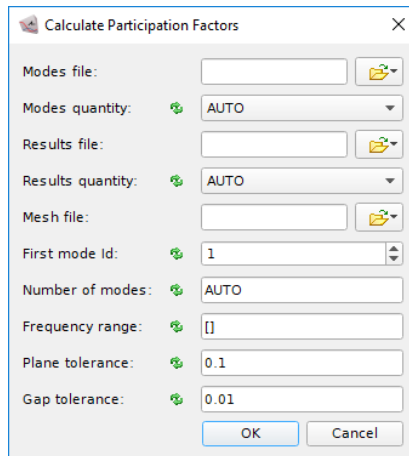 Calculate Participation Factors
Modes file:
Modes quantity: AUTO
Results file:
Results quantity: AUTO
Mesh file:
First mode Id: 1
Number of modes: AUTO
Frequency range: []
Plane tolerance: 0.1
Gap tolerance: 0.01
OK Cancel